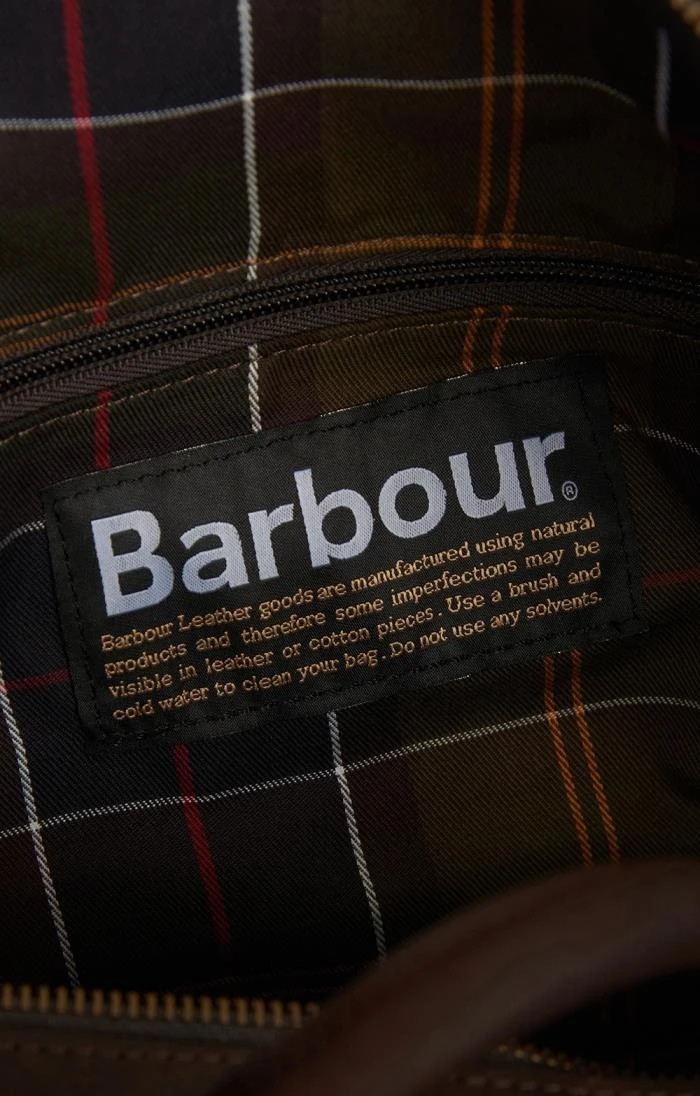 Barbour®
Barbour Leather goods are manufactured using natural
products and therefore some imperfections may be
visible in leather or cotton pieces. Use a brush and
cold water to clean your bag. Do not use any solvents.